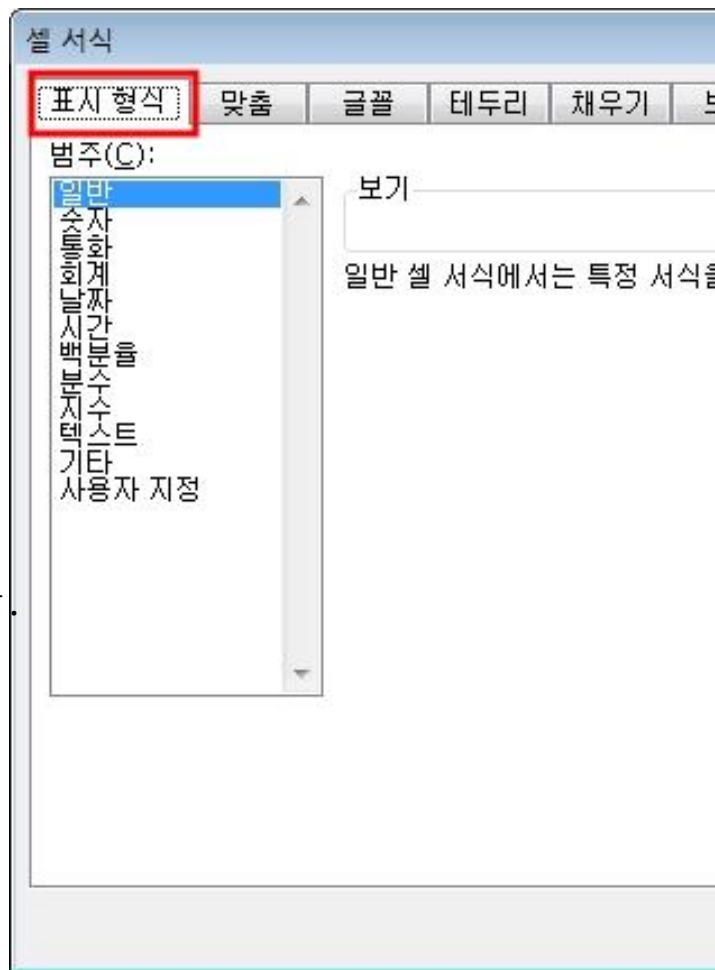 셀 서식
표시 형식 맞춤 글꼴 테두리 채우기
범주(C):
일반
숫자
통화
회계
날짜
시간
백분율
분수
지수
텍스트
기타
사용자 지정
보기
일반 셀 서식에서는 특정 서식을